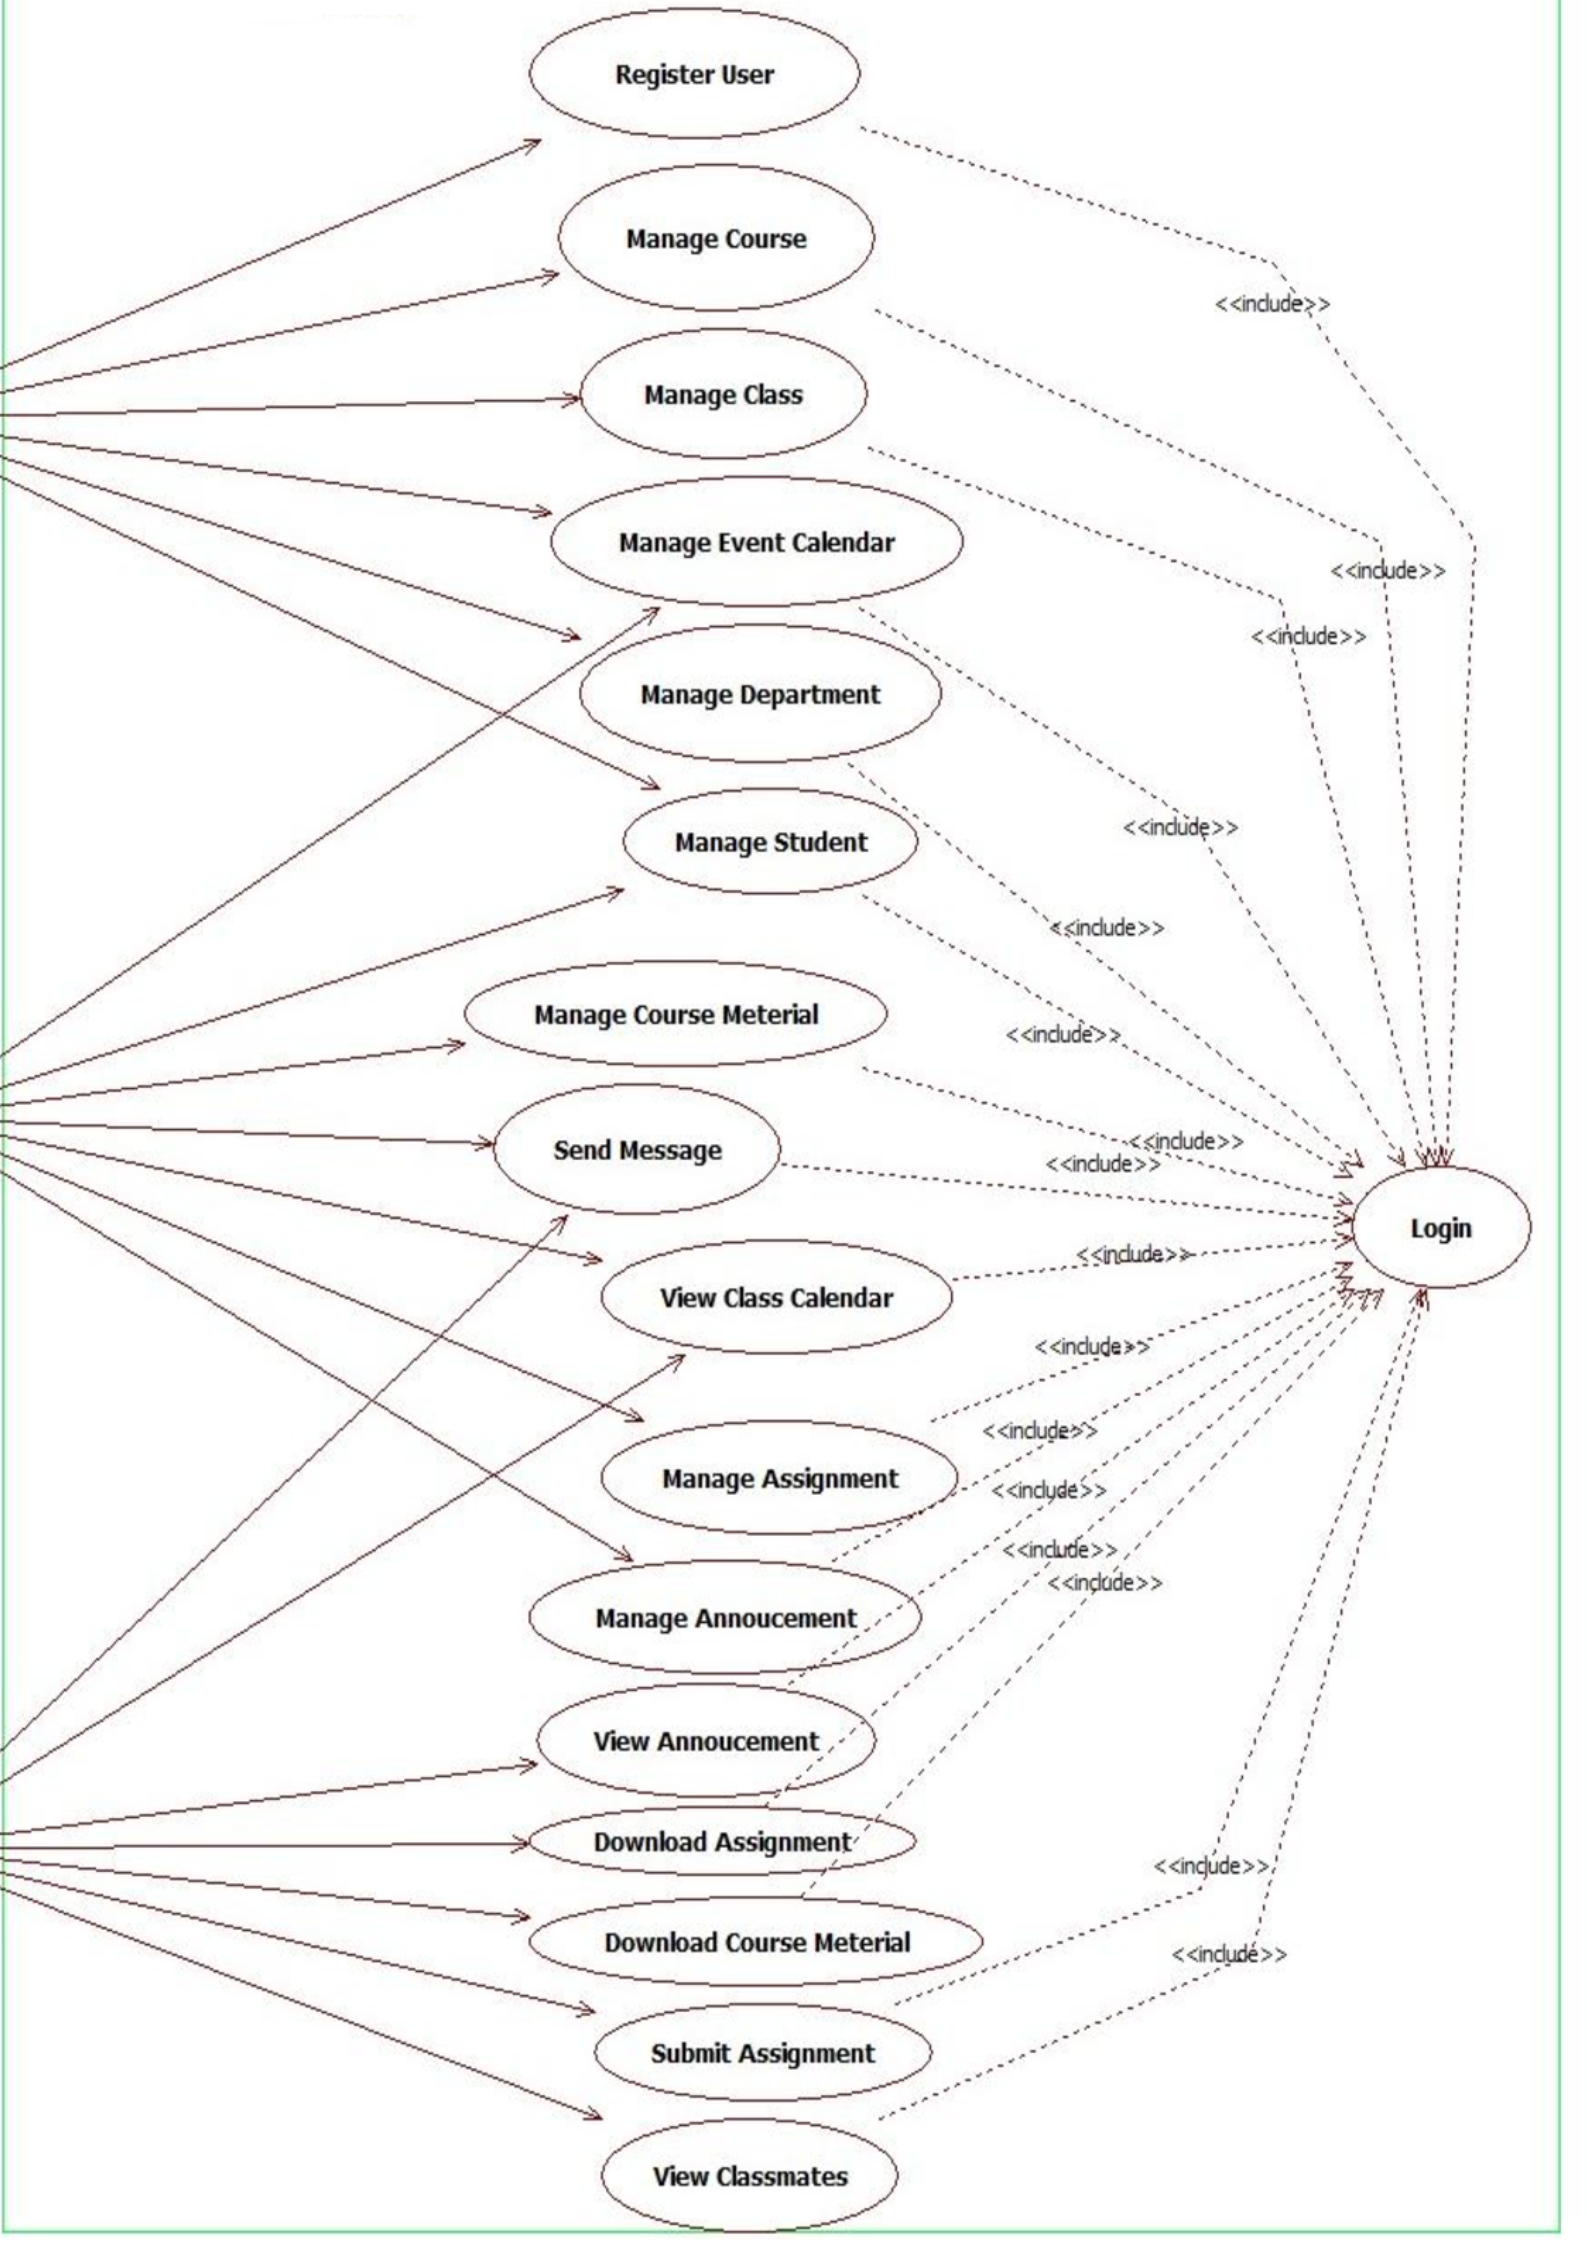 Register User
Manage Course
<<include>>
Manage Class
Manage Event Calendar
<<include>>
<<include>>
Manage Department
<<include>>
Manage Student
<<include>>
Manage Course Meterial
<<include>>
Send Message
<<include>>
<<include>>
Login
<<include>>
View Class Calendar
<<include>>
<<include>>
Manage Assignment
<<include>>
<<include>>
<<include>>
Manage Annoucement
View Annoucement
Download Assignment
<<include>>
Download Course Meterial
<<include>>
Submit Assignment
View Classmates